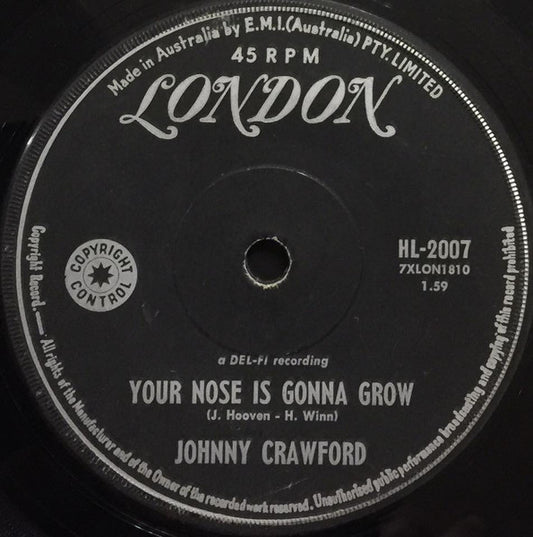 Made in Australia by E.M.I.(Australia) PTY. LIMITED
45 RPM
LONDON
COPYRIGHT CONTROL
HL-2007
7XLON1810
1.59
a DEL-FI recording
YOUR NOSE IS GONNA GROW
(J. Hooven - H. Winn)
JOHNNY CRAWFORD
Copyright Record.— All rights of the Manufacturer and of the Owner of the recorded work reserved. Unauthorised public performance broadcasting and copying of this record prohibited